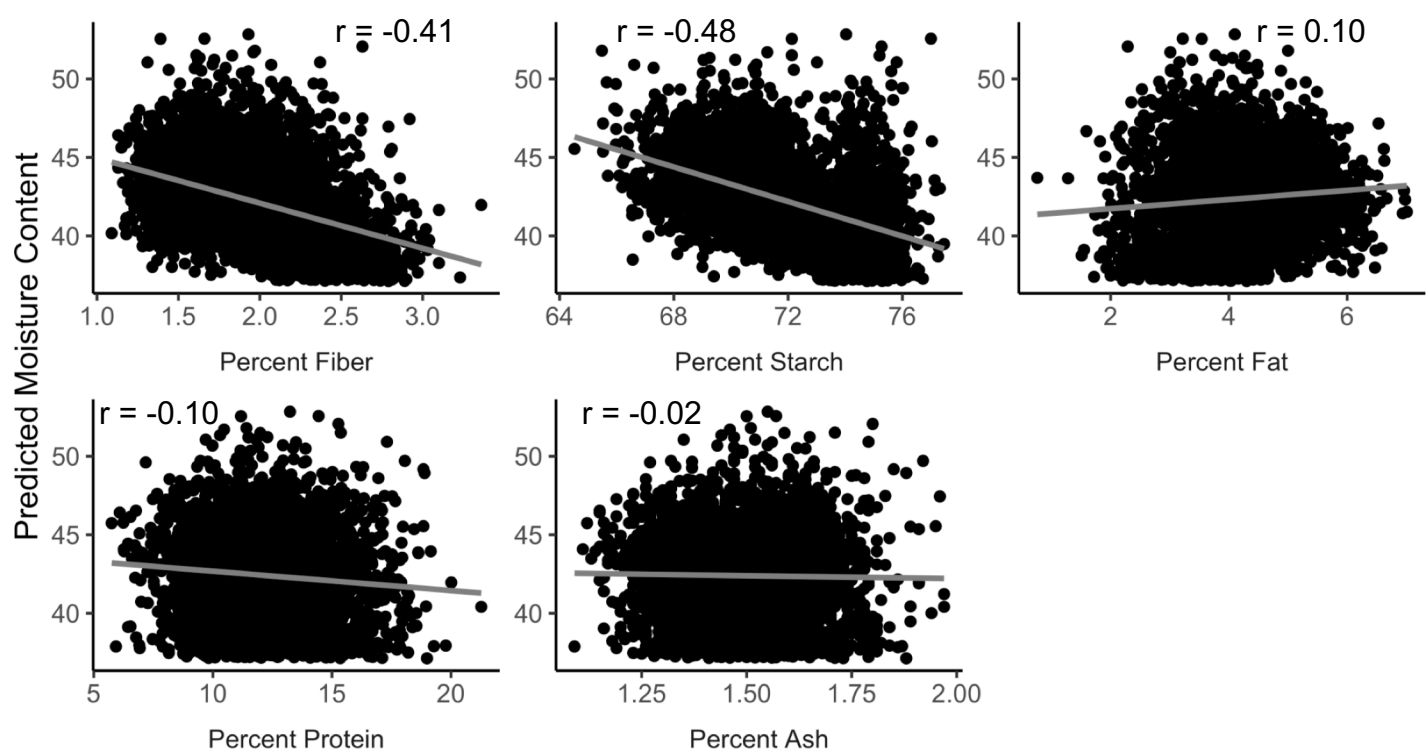 Predicted Moisture Content
r = -0.41
50
45
40
1.0 1.5 2.0 2.5 3.0
Percent Fiber
r = -0.48
50
45
40
64 68 72 76
Percent Starch
r = 0.10
50
45
40
2 4 6
Percent Fat
r = -0.10
50
45
40
5 10 15 20
Percent Protein
r = -0.02
50
45
40
1.25 1.50 1.75 2.00
Percent Ash